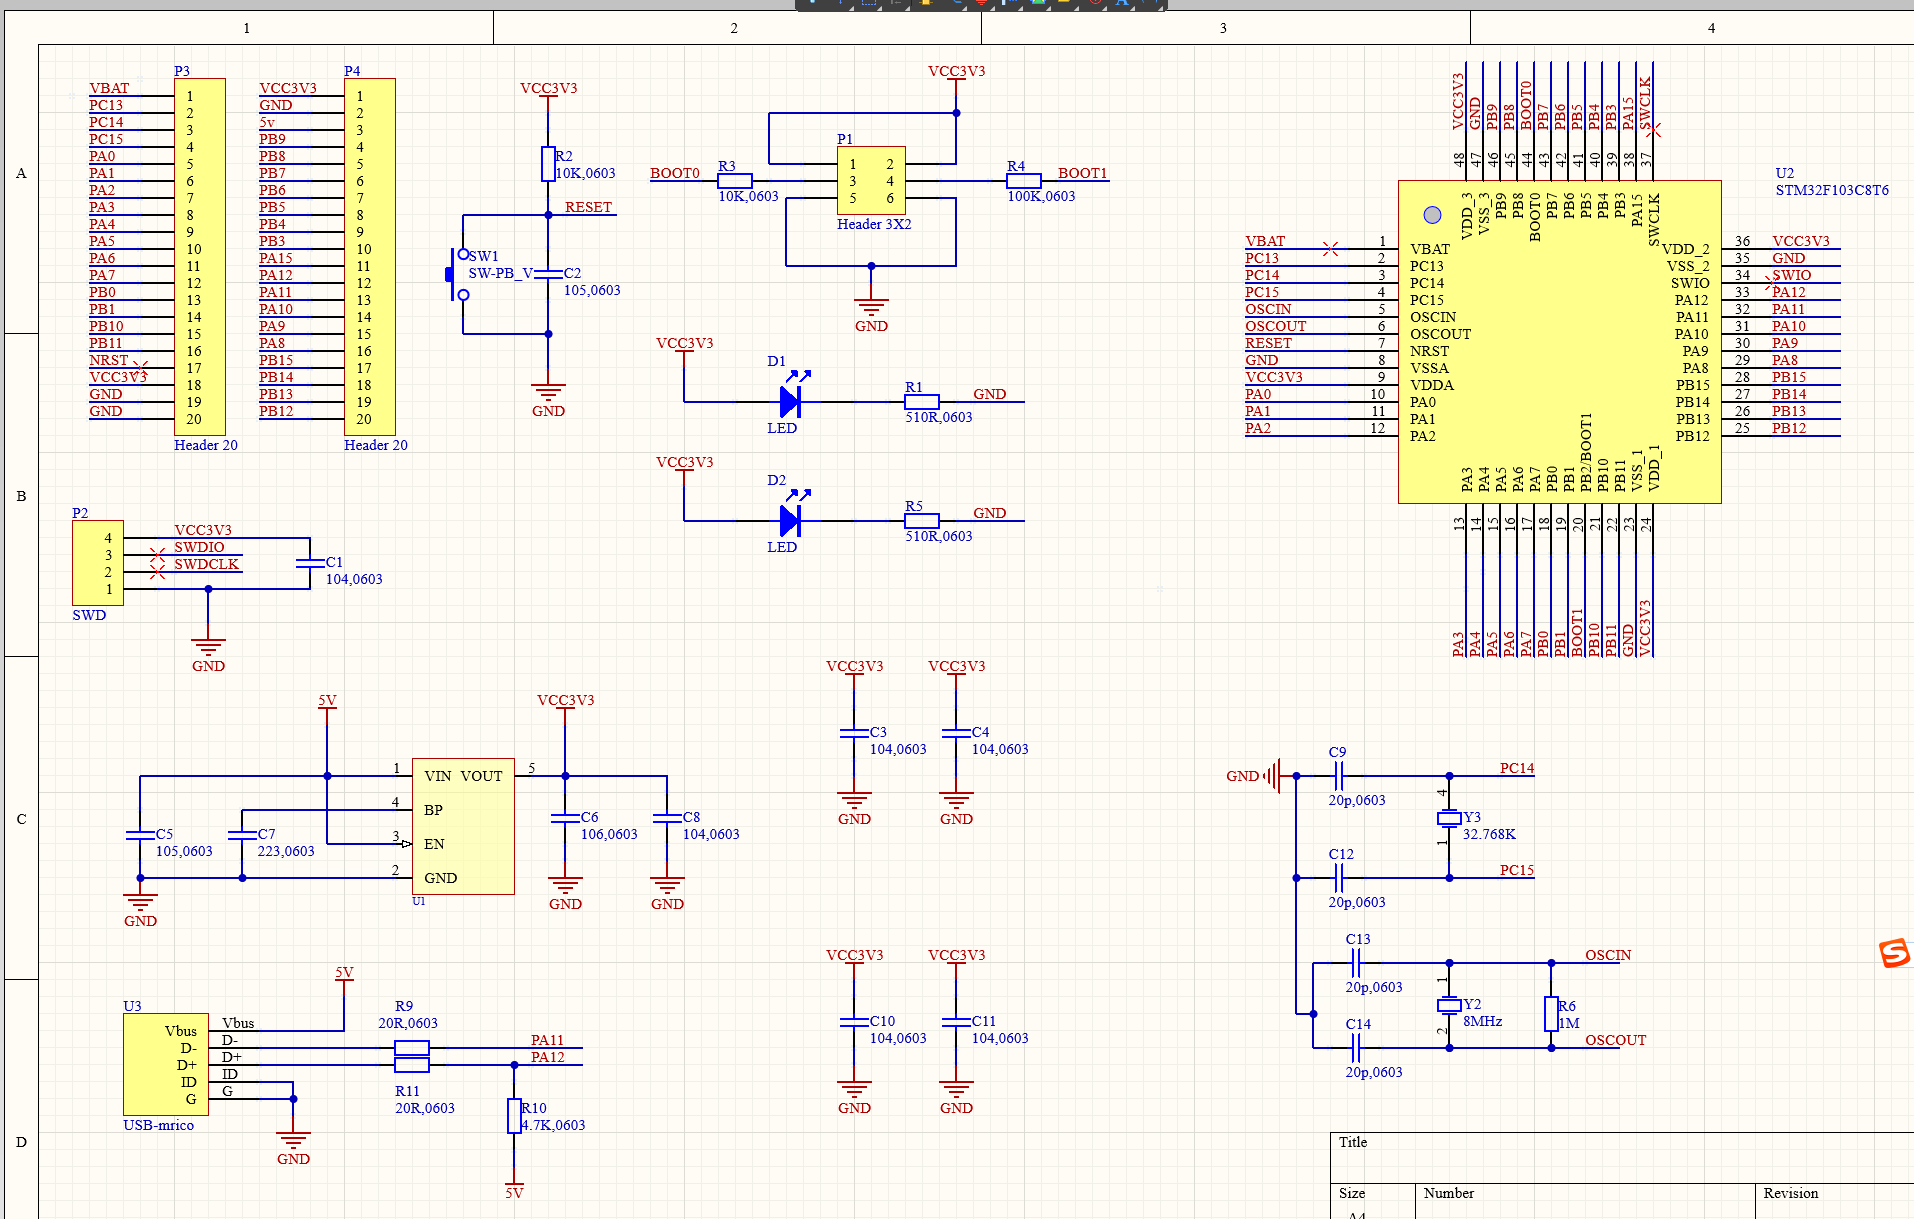 1 2 3 4
A
B
C
D
P3
VBAT 1
PC13 2
PC14 3
PC15 4
PA0 5
PA1 6
PA2 7
PA3 8
PA4 9
PA5 10
PA6 11
PA7 12
PB0 13
PB1 14
PB10 15
PB11 16
NRST 17
VCC3V3 18
GND 19
GND 20
Header 20
P4
VCC3V3 1
GND 2
5v 3
PB9 4
PB8 5
PB7 6
PB6 7
PB5 8
PB4 9
PB3 10
PA15 11
PA12 12
PA11 13
PA10 14
PA9 15
PA8 16
PB15 17
PB14 18
PB13 19
PB12 20
Header 20
VCC3V3
R2
10K,0603
RESET
SW1
SW-PB_V
C2
105,0603
GND
VCC3V3
P1
BOOT0
R3
10K,0603
1 2
3 4
5 6
Header 3X2
R4
100K,0603
BOOT1
GND
VCC3V3
D1
LED
R1
510R,0603
GND
VCC3V3
D2
LED
R5
510R,0603
GND
U2
STM32F103C8T6
VCC3V3 48 VDD_3
GND 47 VSS_3
PB9 46 PB9
PB8 45 PB8
BOOT0 44 BOOT0
PB7 43 PB7
PB6 42 PB6
PB5 41 PB5
PB4 40 PB4
PB3 39 PB3
PA15 38 PA15
SWCLK 37 SWCLK
VBAT 1 VBAT
PC13 2 PC13
PC14 3 PC14
PC15 4 PC15
OSCIN 5 OSCIN
OSCOUT 6 OSCOUT
RESET 7 NRST
GND 8 VSSA
VCC3V3 9 VDDA
PA0 10 PA0
PA1 11 PA1
PA2 12 PA2
VDD_2 36 VCC3V3
VSS_2 35 GND
SWIO 34 SWIO
PA12 33 PA12
PA11 32 PA11
PA10 31 PA10
PA9 30 PA9
PA8 29 PA8
PB15 28 PB15
PB14 27 PB14
PB13 26 PB13
PB12 25 PB12
PA3 13 PA3
PA4 14 PA4
PA5 15 PA5
PA6 16 PA6
PA7 17 PA7
PB0 18 PB0
PB1 19 PB1
PB2/BOOT1 20 BOOT1
PB10 21 PB10
PB11 22 PB11
VSS_1 23 GND
VDD_1 24 VCC3V3
P2
4 VCC3V3
3 SWDIO
2 SWDCLK
1
SWD
C1
104,0603
GND
5V
VCC3V3
1 VIN VOUT 5
4 BP
3 EN
2 GND
U1
C5
105,0603
C7
223,0603
GND
C6
106,0603
C8
104,0603
GND
GND
VCC3V3
C3
104,0603
GND
VCC3V3
C4
104,0603
GND
VCC3V3
C10
104,0603
GND
VCC3V3
C11
104,0603
GND
GND
C9
20p,0603
PC14
4
Y3
32.768K
1
C12
20p,0603
PC15
C13
20p,0603
OSCIN
1
Y2
8MHz
2
R6
1M
C14
20p,0603
OSCOUT
5V
U3
Vbus Vbus
D- D-
D+ D+
ID ID
G G
USB-mrico
GND
R9
20R,0603
PA11
PA12
R11
20R,0603
R10
4.7K,0603
5V
S
Title
Size Number Revision
A4